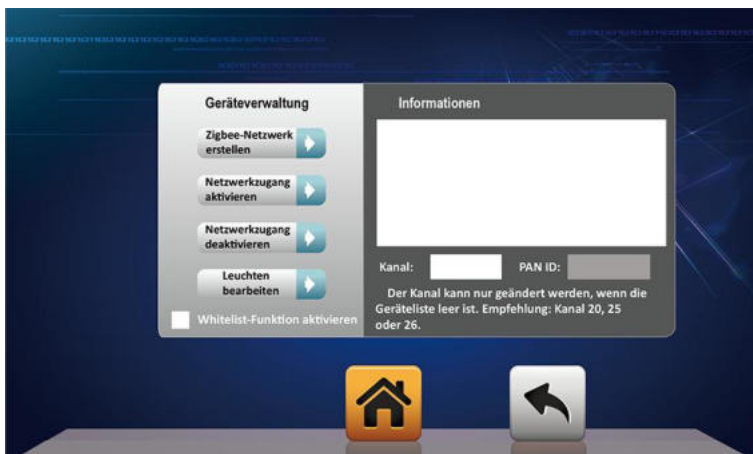 Geräteverwaltung
Zigbee-Netzwerk
erstellen
Netzwerkzugang
aktivieren
Netzwerkzugang
deaktivieren
Leuchten
bearbeiten
Whitelist-Funktion aktivieren
Informationen
Kanal:
PAN ID:
Der Kanal kann nur geändert werden, wenn die
Geräteliste leer ist. Empfehlung: Kanal 20, 25
oder 26.